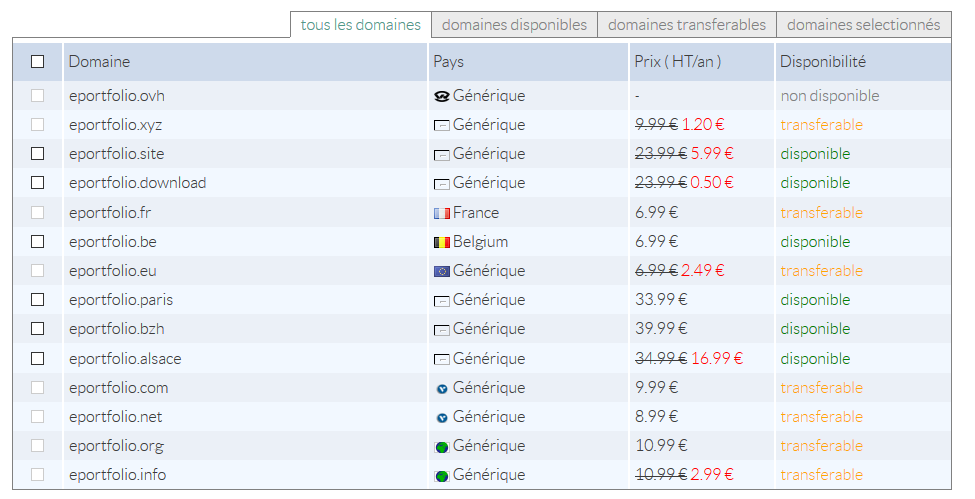 tous les domaines domaines disponibles domaines transferables domaines selectionnés
Domaine Pays Prix ( HT/an ) Disponibilité
eportfolio.ovh Générique - non disponible
eportfolio.xyz Générique 9.99 € 1.20 € transferable
eportfolio.site Générique 23.99 € 5.99 € disponible
eportfolio.download Générique 23.99 € 0.50 € disponible
eportfolio.fr France 6.99 € transferable
eportfolio.be Belgium 6.99 € disponible
eportfolio.eu Générique 6.99 € 2.49 € transferable
eportfolio.paris Générique 33.99 € disponible
eportfolio.bzh Générique 39.99 € disponible
eportfolio.alsace Générique 34.99 € 16.99 € disponible
eportfolio.com Générique 9.99 € transferable
eportfolio.net Générique 8.99 € transferable
eportfolio.org Générique 10.99 € transferable
eportfolio.info Générique 10.99 € 2.99 € transferable